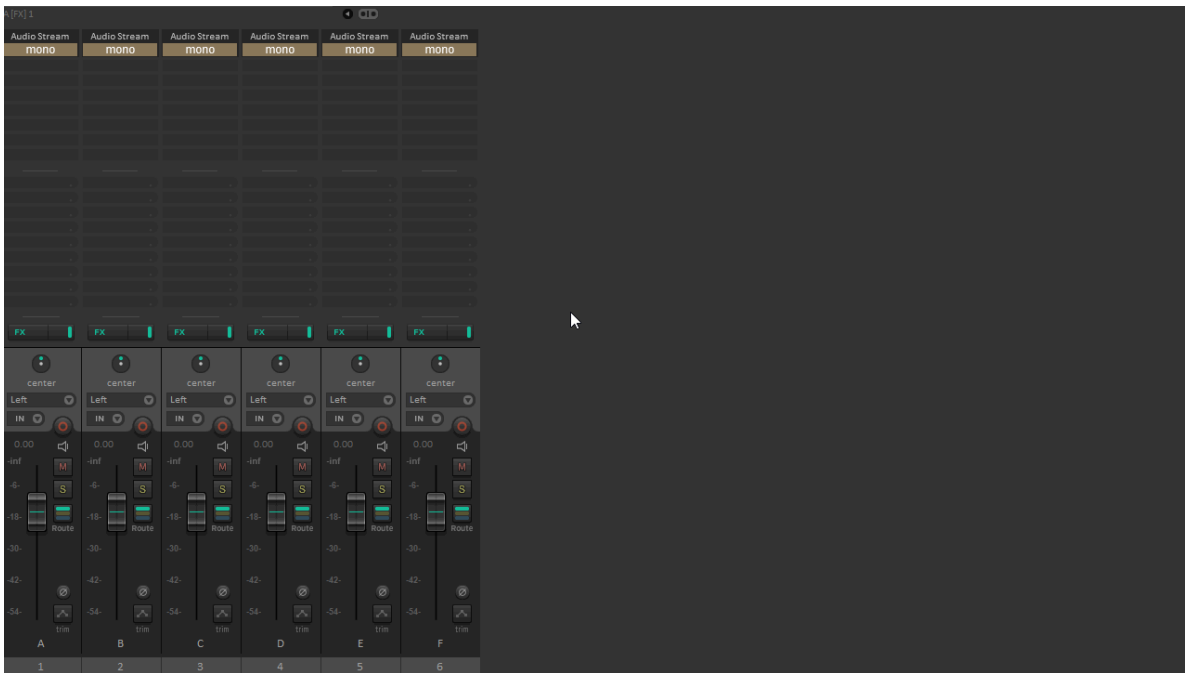 A [FX] 1
Audio Stream Audio Stream Audio Stream Audio Stream Audio Stream Audio Stream
mono mono mono mono mono mono
FX FX FX FX FX FX
center center center center center center
Left Left Left Left Left Left
IN IN IN IN IN IN
0.00 0.00 0.00 0.00 0.00 0.00
-inf -inf -inf -inf -inf -inf
M M M M M M
-6- -6- -6- -6- -6- -6-
S S S S S S
-18- -18- -18- -18- -18- -18-
Route Route Route Route Route Route
-30- -30- -30- -30- -30- -30-
-42- -42- -42- -42- -42- -42-
-54- -54- -54- -54- -54- -54-
trim trim trim trim trim trim
A B C D E F
1 2 3 4 5 6